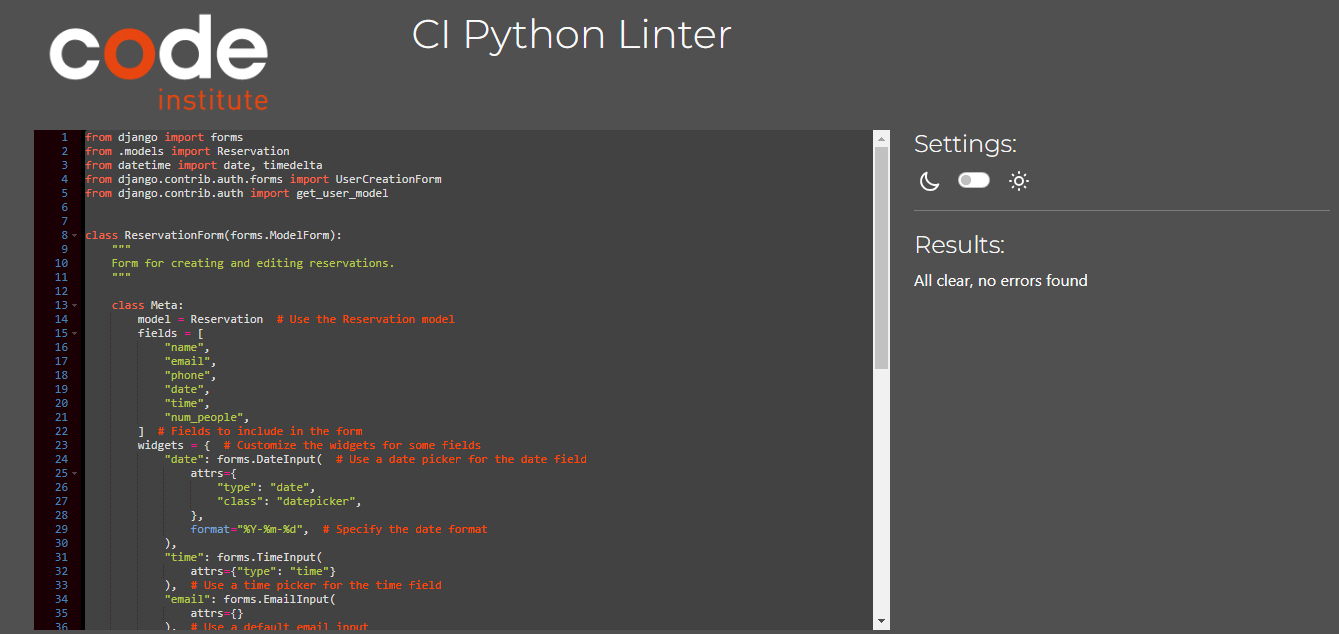 code
institute
CI Python Linter
1 from django import forms
2 from .models import Reservation
3 from datetime import date, timedelta
4 from django.contrib.auth.forms import UserCreationForm
5 from django.contrib.auth import get_user_model
6
7
8 class ReservationForm(forms.ModelForm):
9     """
10     Form for creating and editing reservations.
11     """
12
13     class Meta:
14         model = Reservation  # Use the Reservation model
15         fields = [
16             "name",
17             "email",
18             "phone",
19             "date",
20             "time",
21             "num_people",
22         ]  # Fields to include in the form
23         widgets = {  # Customize the widgets for some fields
24             "date": forms.DateInput(  # Use a date picker for the date field
25                 attrs={
26                     "type": "date",
27                     "class": "datepicker",
28                 },
29                 format="%Y-%m-%d",  # Specify the date format
30             ),
31             "time": forms.TimeInput(
32                 attrs={"type": "time"}
33             ),  # Use a time picker for the time field
34             "email": forms.EmailInput(
35                 attrs={}
36             ),  # Use a default email input
Settings:
Results:
All clear, no errors found